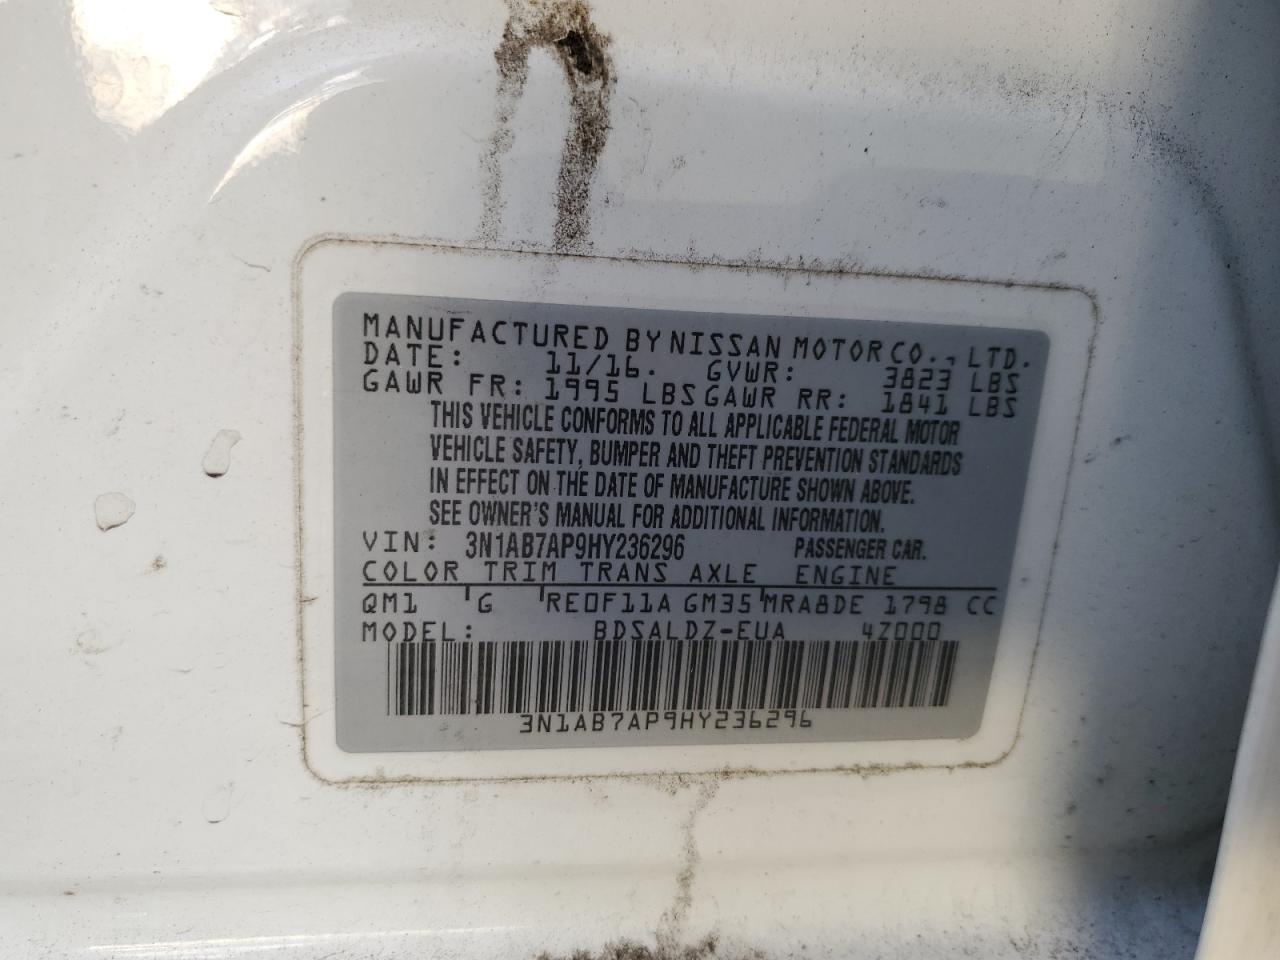 MANUFACTURED BY NISSAN MOTOR CO., LTD.
DATE: 11/16. GVWR: 3823 LBS
GAWR FR: 1995 LBS GAWR RR: 1841 LBS
THIS VEHICLE CONFORMS TO ALL APPLICABLE FEDERAL MOTOR
VEHICLE SAFETY, BUMPER AND THEFT PREVENTION STANDARDS
IN EFFECT ON THE DATE OF MANUFACTURE SHOWN ABOVE.
SEE OWNER'S MANUAL FOR ADDITIONAL INFORMATION.
VIN: 3N1AB7AP9HY236296 PASSENGER CAR.
COLOR TRIM TRANS AXLE ENGINE
QM1 G RE0F11A GM35 MRA8DE 1798 CC
MODEL: BDSALDZ-EUA 4Z000
3N1AB7AP9HY236296